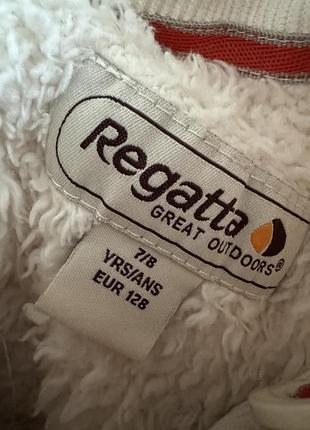 Regatta
GREAT OUTDOORS®
7/8
YRS/ANS
EUR 128